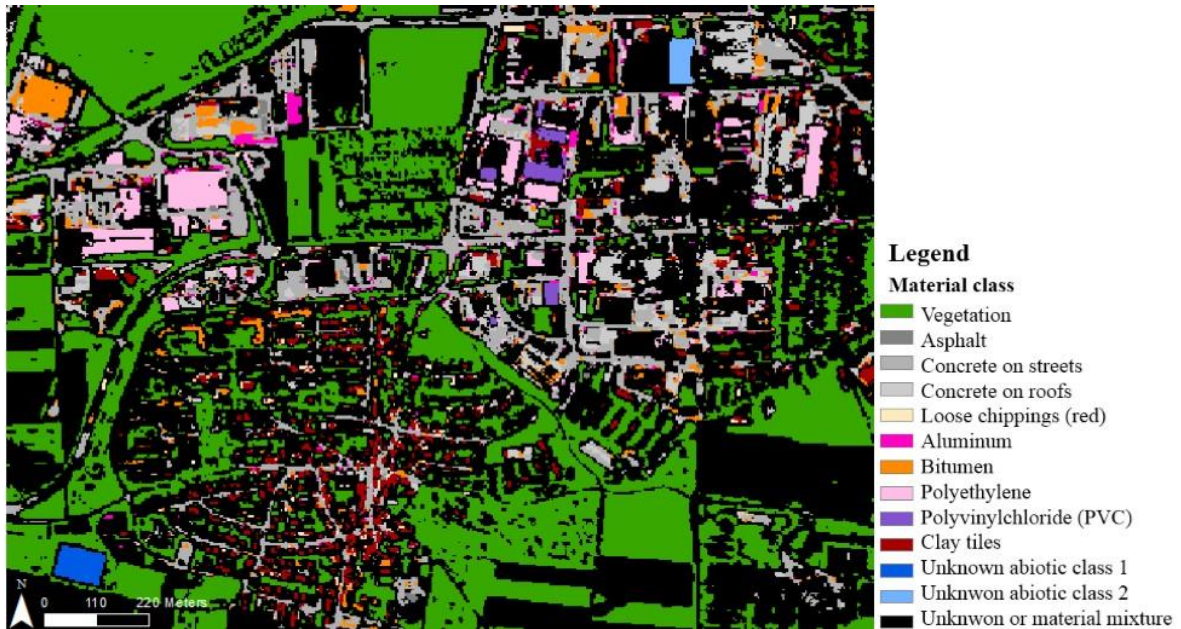 Legend
Material class
Vegetation
Asphalt
Concrete on streets
Concrete on roofs
Loose chippings (red)
Aluminum
Bitumen
Polyethylene
Polyvinylchloride (PVC)
Clay tiles
Unknown abiotic class 1
Unknwon abiotic class 2
Unknwon or material mixture
N
0 110 220 Meters